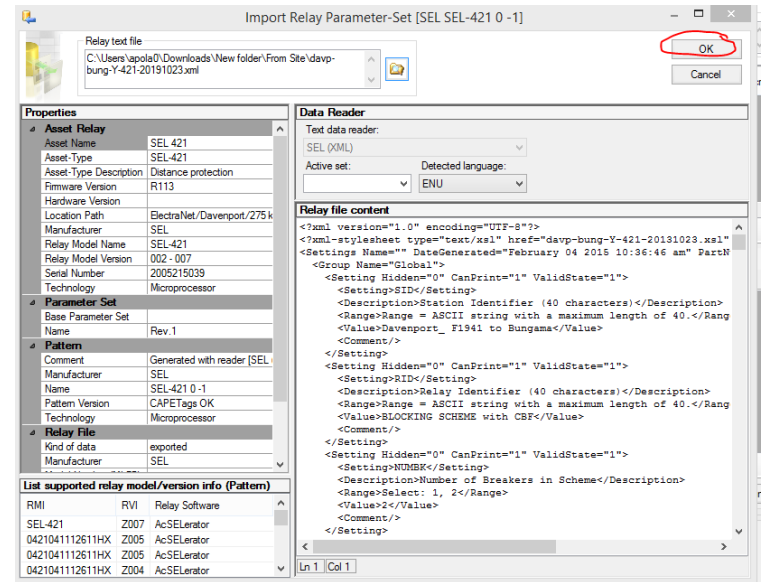 Import Relay Parameter-Set [SEL SEL-421 0 -1]
Relay text file
C:\Users\apola0\Downloads\New folder\From Site\davp-
bung-Y-421-20191023.xml
OK
Cancel
Properties
Asset Relay
Asset Name SEL 421
Asset-Type SEL-421
Asset-Type Description Distance protection
Firmware Version R113
Hardware Version
Location Path ElectraNet/Davenport/275 k
Manufacturer SEL
Relay Model Name SEL-421
Relay Model Version 002 - 007
Serial Number 2005215039
Technology Microprocessor
Parameter Set
Base Parameter Set
Name Rev.1
Pattern
Comment Generated with reader [SEL
Manufacturer SEL
Name SEL-421 0 -1
Pattern Version CAPETags OK
Technology Microprocessor
Relay File
Kind of data exported
Manufacturer SEL
List supported relay model/version info (Pattern)
RMI RVI Relay Software
SEL-421 Z007 AcSELerator
0421041112611HX Z005 AcSELerator
0421041112611HX Z005 AcSELerator
0421041112611HX Z004 AcSELerator
Data Reader
Text data reader:
SEL (XML)
Active set: Detected language:
ENU
Relay file content
<?xml version="1.0" encoding="UTF-8"?>
<?xml-stylesheet type="text/xsl" href="davp-bung-Y-421-20131023.xsl"
<Settings Name="" DateGenerated="February 04 2015 10:36:46 am" PartN
<Group Name="Global">
<Setting Hidden="0" CanPrint="1" ValidState="1">
<Setting>SID</Setting>
<Description>Station Identifier (40 characters)</Description>
<Range>Range = ASCII string with a maximum length of 40.</Rang
<Value>Davenport_ F1941 to Bungama</Value>
<Comment/>
</Setting>
<Setting Hidden="0" CanPrint="1" ValidState="1">
<Setting>RID</Setting>
<Description>Relay Identifier (40 characters)</Description>
<Range>Range = ASCII string with a maximum length of 40.</Rang
<Value>BLOCKING SCHEME with CBF</Value>
<Comment/>
</Setting>
<Setting Hidden="0" CanPrint="1" ValidState="1">
<Setting>NUMBK</Setting>
<Description>Number of Breakers in Scheme</Description>
<Range>Select: 1, 2</Range>
<Value>2</Value>
<Comment/>
</Setting>
Ln 1 Col 1